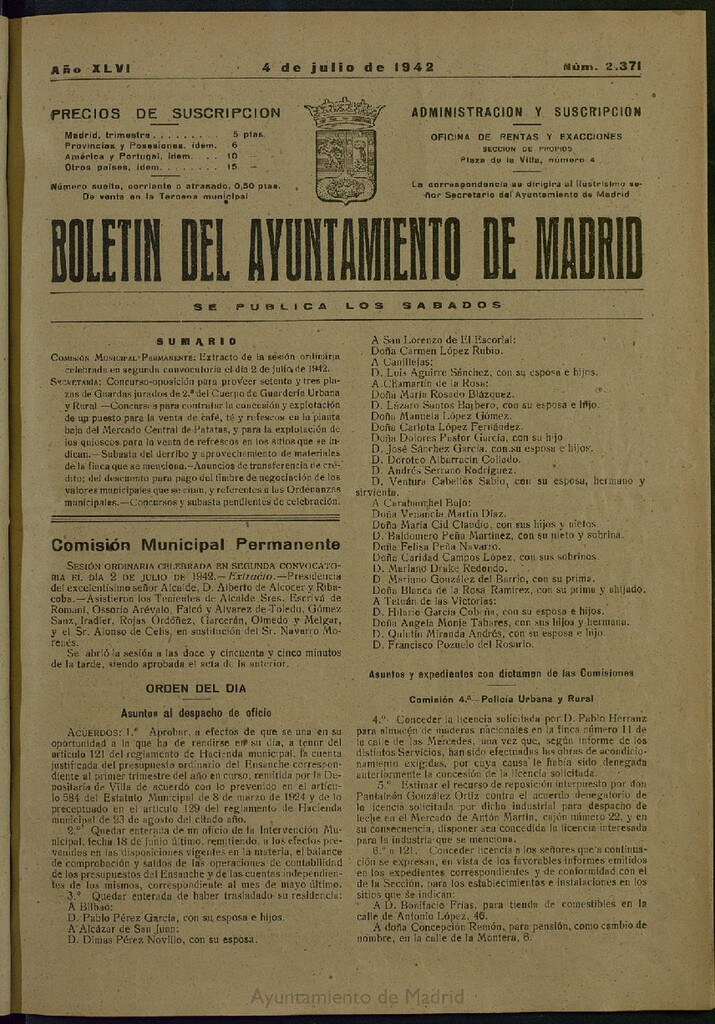 Año XLVI
4 de julio de 1942
Núm. 2.371
PRECIOS DE SUSCRIPCION
Madrid, trimestre . . . . . . . 5 ptas.
Provincias y Posesiones, ídem. 6 —
América y Portugal, ídem. . . 10 —
Otros países, ídem. . . . . . . 15 —
Número suelto, corriente o atrasado, 0,50 ptas.
De venta en la Tercena municipal
ADMINISTRACION Y SUSCRIPCION
OFICINA DE RENTAS Y EXACCIONES
SECCION DE PROPIOS
Plaza de la Villa, número 4
La correspondencia se dirigirá al ilustrísimo se-
ñor Secretario del Ayuntamiento de Madrid
BOLETIN DEL AYUNTAMIENTO DE MADRID
SE PUBLICA LOS SABADOS
SUMARIO
COMISIÓN MUNICIPAL PERMANENTE: Extracto de la sesión ordinaria
celebrada en segunda convocatoria el día 2 de julio de 1942.
SECRETARÍA: Concurso-oposición para proveer setenta y tres pla-
zas de Guardas jurados de 2.ª del Cuerpo de Guardería Urbana
y Rural.—Concurso para contratar la concesión y explotación
de un puesto para la venta de café, té y refrescos en la planta
baja del Mercado Central de Patatas, y para la explotación de
los quioscos para la venta de refrescos en los sitios que se in-
dican.—Subasta del derribo y aprovechamiento de materiales
de la finca que se menciona.—Anuncios de transferencia de cré-
dito; del descuento para pago del timbre de negociación de los
valores municipales que se citan, y referentes a las Ordenanzas
municipales.—Concursos y subasta pendientes de celebración.
Comisión Municipal Permanente
SESIÓN ORDINARIA CELEBRADA EN SEGUNDA CONVOCATO-
RIA EL DÍA 2 DE JULIO DE 1942.—Extracto.—Presidencia
del excelentísimo señor Alcalde, D. Alberto de Alcocer y Riba-
coba.—Asistieron los Tenientes de Alcalde Sres. Escrivá de
Romaní, Ossorio Arévalo, Falcó y Alvarez de Toledo, Gómez
Sanz, Iradier, Rojas Ordóñez, Garcerán, Olmedo y Melgar,
y el Sr. Alonso de Celis, en sustitución del Sr. Navarro Mo-
renés.
Se abrió la sesión a las doce y cincuenta y cinco minutos
de la tarde, siendo aprobada el acta de la anterior.
ORDEN DEL DIA
Asuntos al despacho de oficio
ACUERDOS: 1.º Aprobar, a efectos de que se una en su
oportunidad a la que ha de rendirse en su día, a tenor del
artículo 121 del reglamento de Hacienda municipal, la cuenta
justificada del presupuesto ordinario del Ensanche correspon-
diente al primer trimestre del año en curso, remitida por la De-
positaría de Villa de acuerdo con lo prevenido en el artícu-
lo 584 del Estatuto Municipal de 8 de marzo de 1924 y de lo
preceptuado en el artículo 129 del reglamento de Hacienda
municipal de 23 de agosto del citado año.
2.º Quedar enterada de un oficio de la Intervención Mu-
nicipal, fecha 18 de junio último, remitiendo, a los efectos pre-
venidos en las disposiciones vigentes en la materia, el balance
de comprobación y saldos de las operaciones de contabilidad
de los presupuestos del Ensanche y de las cuentas independien-
tes de los mismos, correspondiente al mes de mayo último.
3.º Quedar enterada de haber trasladado su residencia:
A Bilbao:
D. Pablo Pérez García, con su esposa e hijos.
A Alcázar de San Juan:
D. Dimas Pérez Novillo, con su esposa.
A San Lorenzo de El Escorial:
Doña Carmen López Rubio.
A Canillejas:
D. Luis Aguirre Sánchez, con su esposa e hijos.
A Chamartín de la Rosa:
Doña María Rosado Blázquez.
D. Lázaro Santos Barbero, con su esposa e hijo.
Doña Manuela López Gómez.
Doña Carlota López Fernández.
Doña Dolores Pastor García, con su hijo
D. José Sánchez García, con su esposa e hijos.
D. Doroteo Albarracín Collado.
D. Andrés Serrano Rodríguez.
D. Ventura Cabellos Sabio, con su esposa, hermano y
sirvienta.
A Carabanchel Bajo:
Doña Venancia Martín Díaz.
Doña María Cid Claudio, con sus hijos y nietos.
D. Baldomero Peña Martínez, con su nieto y sobrina.
Doña Felisa Peña Navarro.
Doña Caridad Campos López, con sus sobrinos.
D. Mariano Drake Redondo.
D. Mariano González del Barrio, con su prima.
Doña Blanca de la Rosa Ramírez, con su prima y ahijado.
A Tetuán de las Victorias:
D. Hilario García Cobeña, con su esposa e hijos.
Doña Angela Monje Tabares, con sus hijos y hermana.
D. Quintín Miranda Andrés, con su esposa e hijo.
D. Francisco Pozuelo del Rosario.
Asuntos y expedientes con dictamen de las Comisiones
Comisión 4.ª—Policía Urbana y Rural
4.º Conceder la licencia solicitada por D. Pablo Herranz
para almacén de maderas nacionales en la finca número 11 de
la calle de las Mercedes, una vez que, según informe de los
distintos Servicios, han sido efectuadas las obras de acondicio-
namiento exigidas, por cuya causa le había sido denegada
anteriormente la concesión de la licencia solicitada.
5.º Estimar el recurso de reposición interpuesto por don
Pantaleón González Ortiz contra el acuerdo denegatorio de
la licencia solicitada por dicho industrial para despacho de
leche en el Mercado de Antón Martín, cajón número 22, y en
su consecuencia, disponer sea concedida la licencia interesada
para la industria que se menciona.
6.º a 121. Conceder licencia a los señores que a continua-
ción se expresan, en vista de los favorables informes emitidos
en los expedientes correspondientes y de conformidad con el
de la Sección, para los establecimientos e instalaciones en los
sitios que se indican:
A D. Bonifacio Frías, para tienda de comestibles en la
calle de Antonio López, 46.
A doña Concepción Remón, para pensión, como cambio de
nombre, en la calle de la Montera, 6.
Ayuntamiento de Madrid